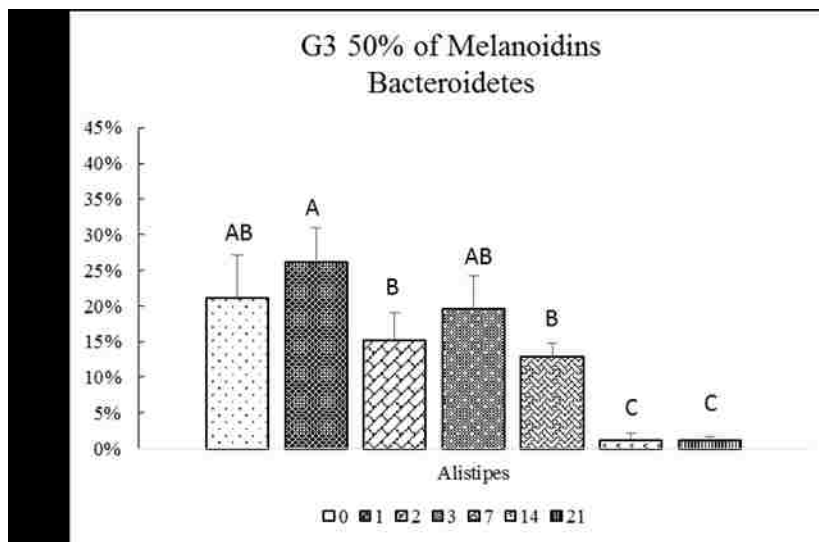 G3 50% of Melanoidins
Bacteroidetes
45%
40%
35%
30%
25%
20%
15%
10%
5%
0%
AB
A
B
AB
B
C
C
Alistipes
0 1 2 3 7 14 21